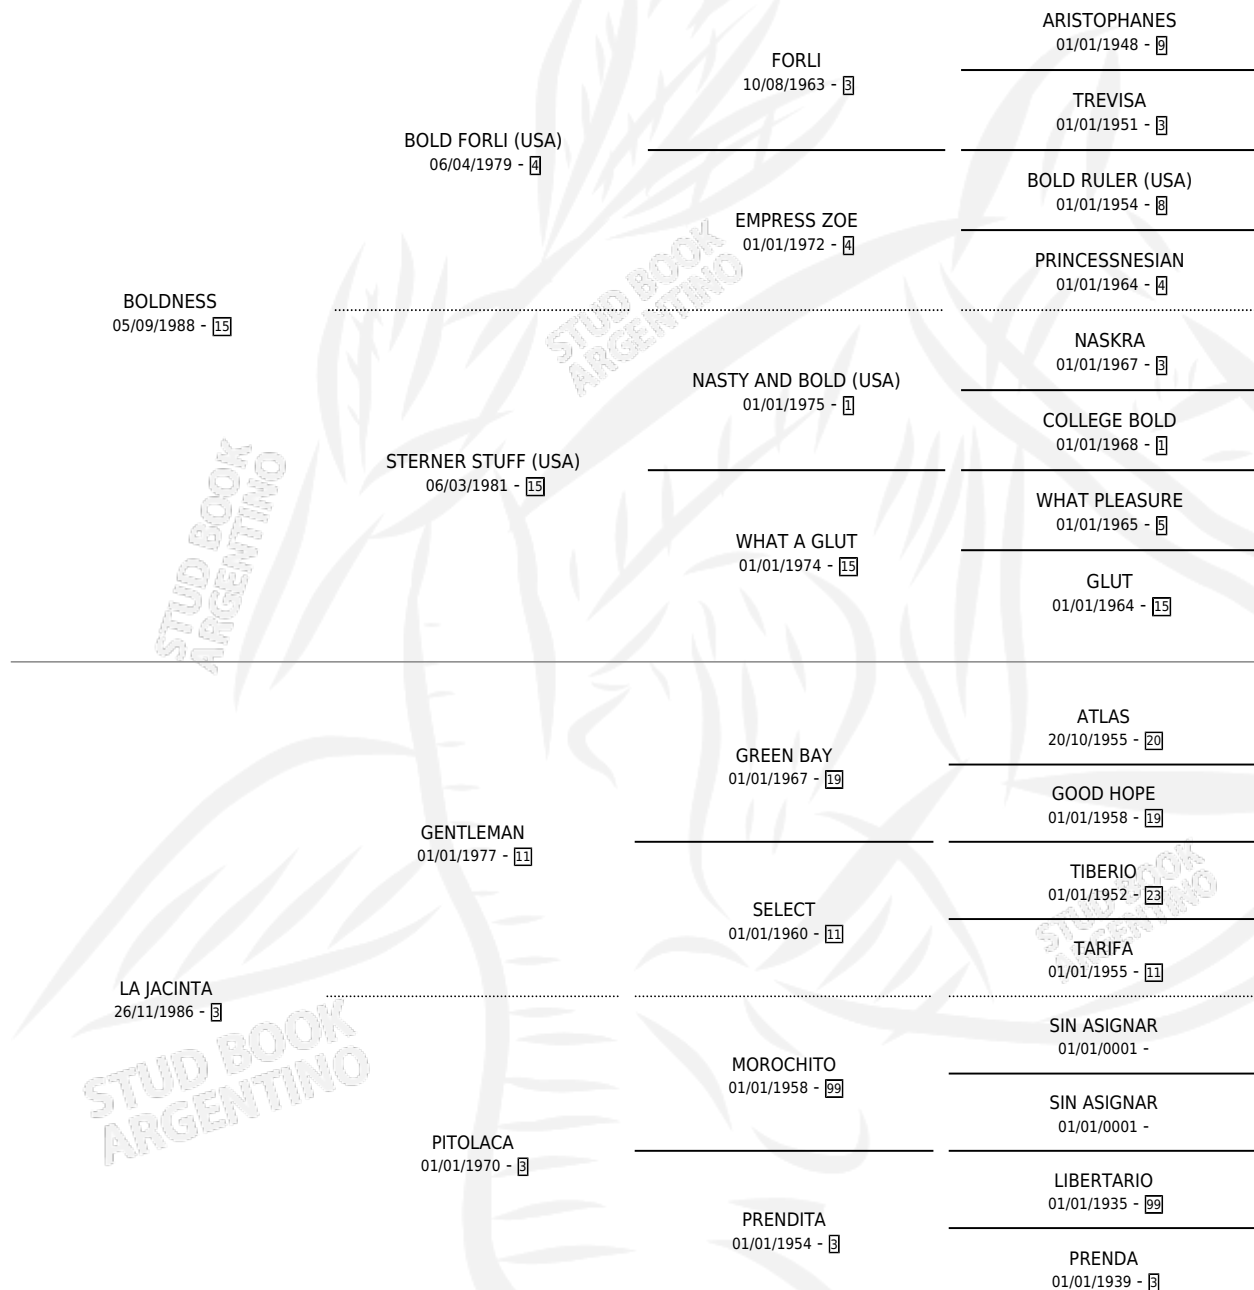 ARISTOPHANES
01/01/1948 - 9
FORLI
10/08/1963 - 3
TREVISA
01/01/1951 - 3
BOLD FORLI (USA)
06/04/1979 - 4
BOLD RULER (USA)
01/01/1954 - 8
EMPRESS ZOE
01/01/1972 - 4
PRINCESSNESIAN
01/01/1964 - 4
BOLDNESS
05/09/1988 - 15
NASKRA
01/01/1967 - 3
NASTY AND BOLD (USA)
01/01/1975 - 1
COLLEGE BOLD
01/01/1968 - 1
STERNER STUFF (USA)
06/03/1981 - 15
WHAT PLEASURE
01/01/1965 - 5
WHAT A GLUT
01/01/1974 - 15
GLUT
01/01/1964 - 15
STUD BOOK
ARGENTINO
STUD BOOK
ARGENTINO
ATLAS
20/10/1955 - 20
GREEN BAY
01/01/1967 - 19
GOOD HOPE
01/01/1958 - 19
GENTLEMAN
01/01/1977 - 11
TIBERIO
01/01/1952 - 23
SELECT
01/01/1960 - 11
TARIFA
01/01/1955 - 11
LA JACINTA
26/11/1986 - 3
SIN ASIGNAR
01/01/0001 -
MOROCHITO
01/01/1958 - 99
SIN ASIGNAR
01/01/0001 -
PITOLACA
01/01/1970 - 3
LIBERTARIO
01/01/1935 - 99
PRENDITA
01/01/1954 - 3
PRENDA
01/01/1939 - 3
STUD BOOK
ARGENTINO
STUD BOOK
ARGENTINO